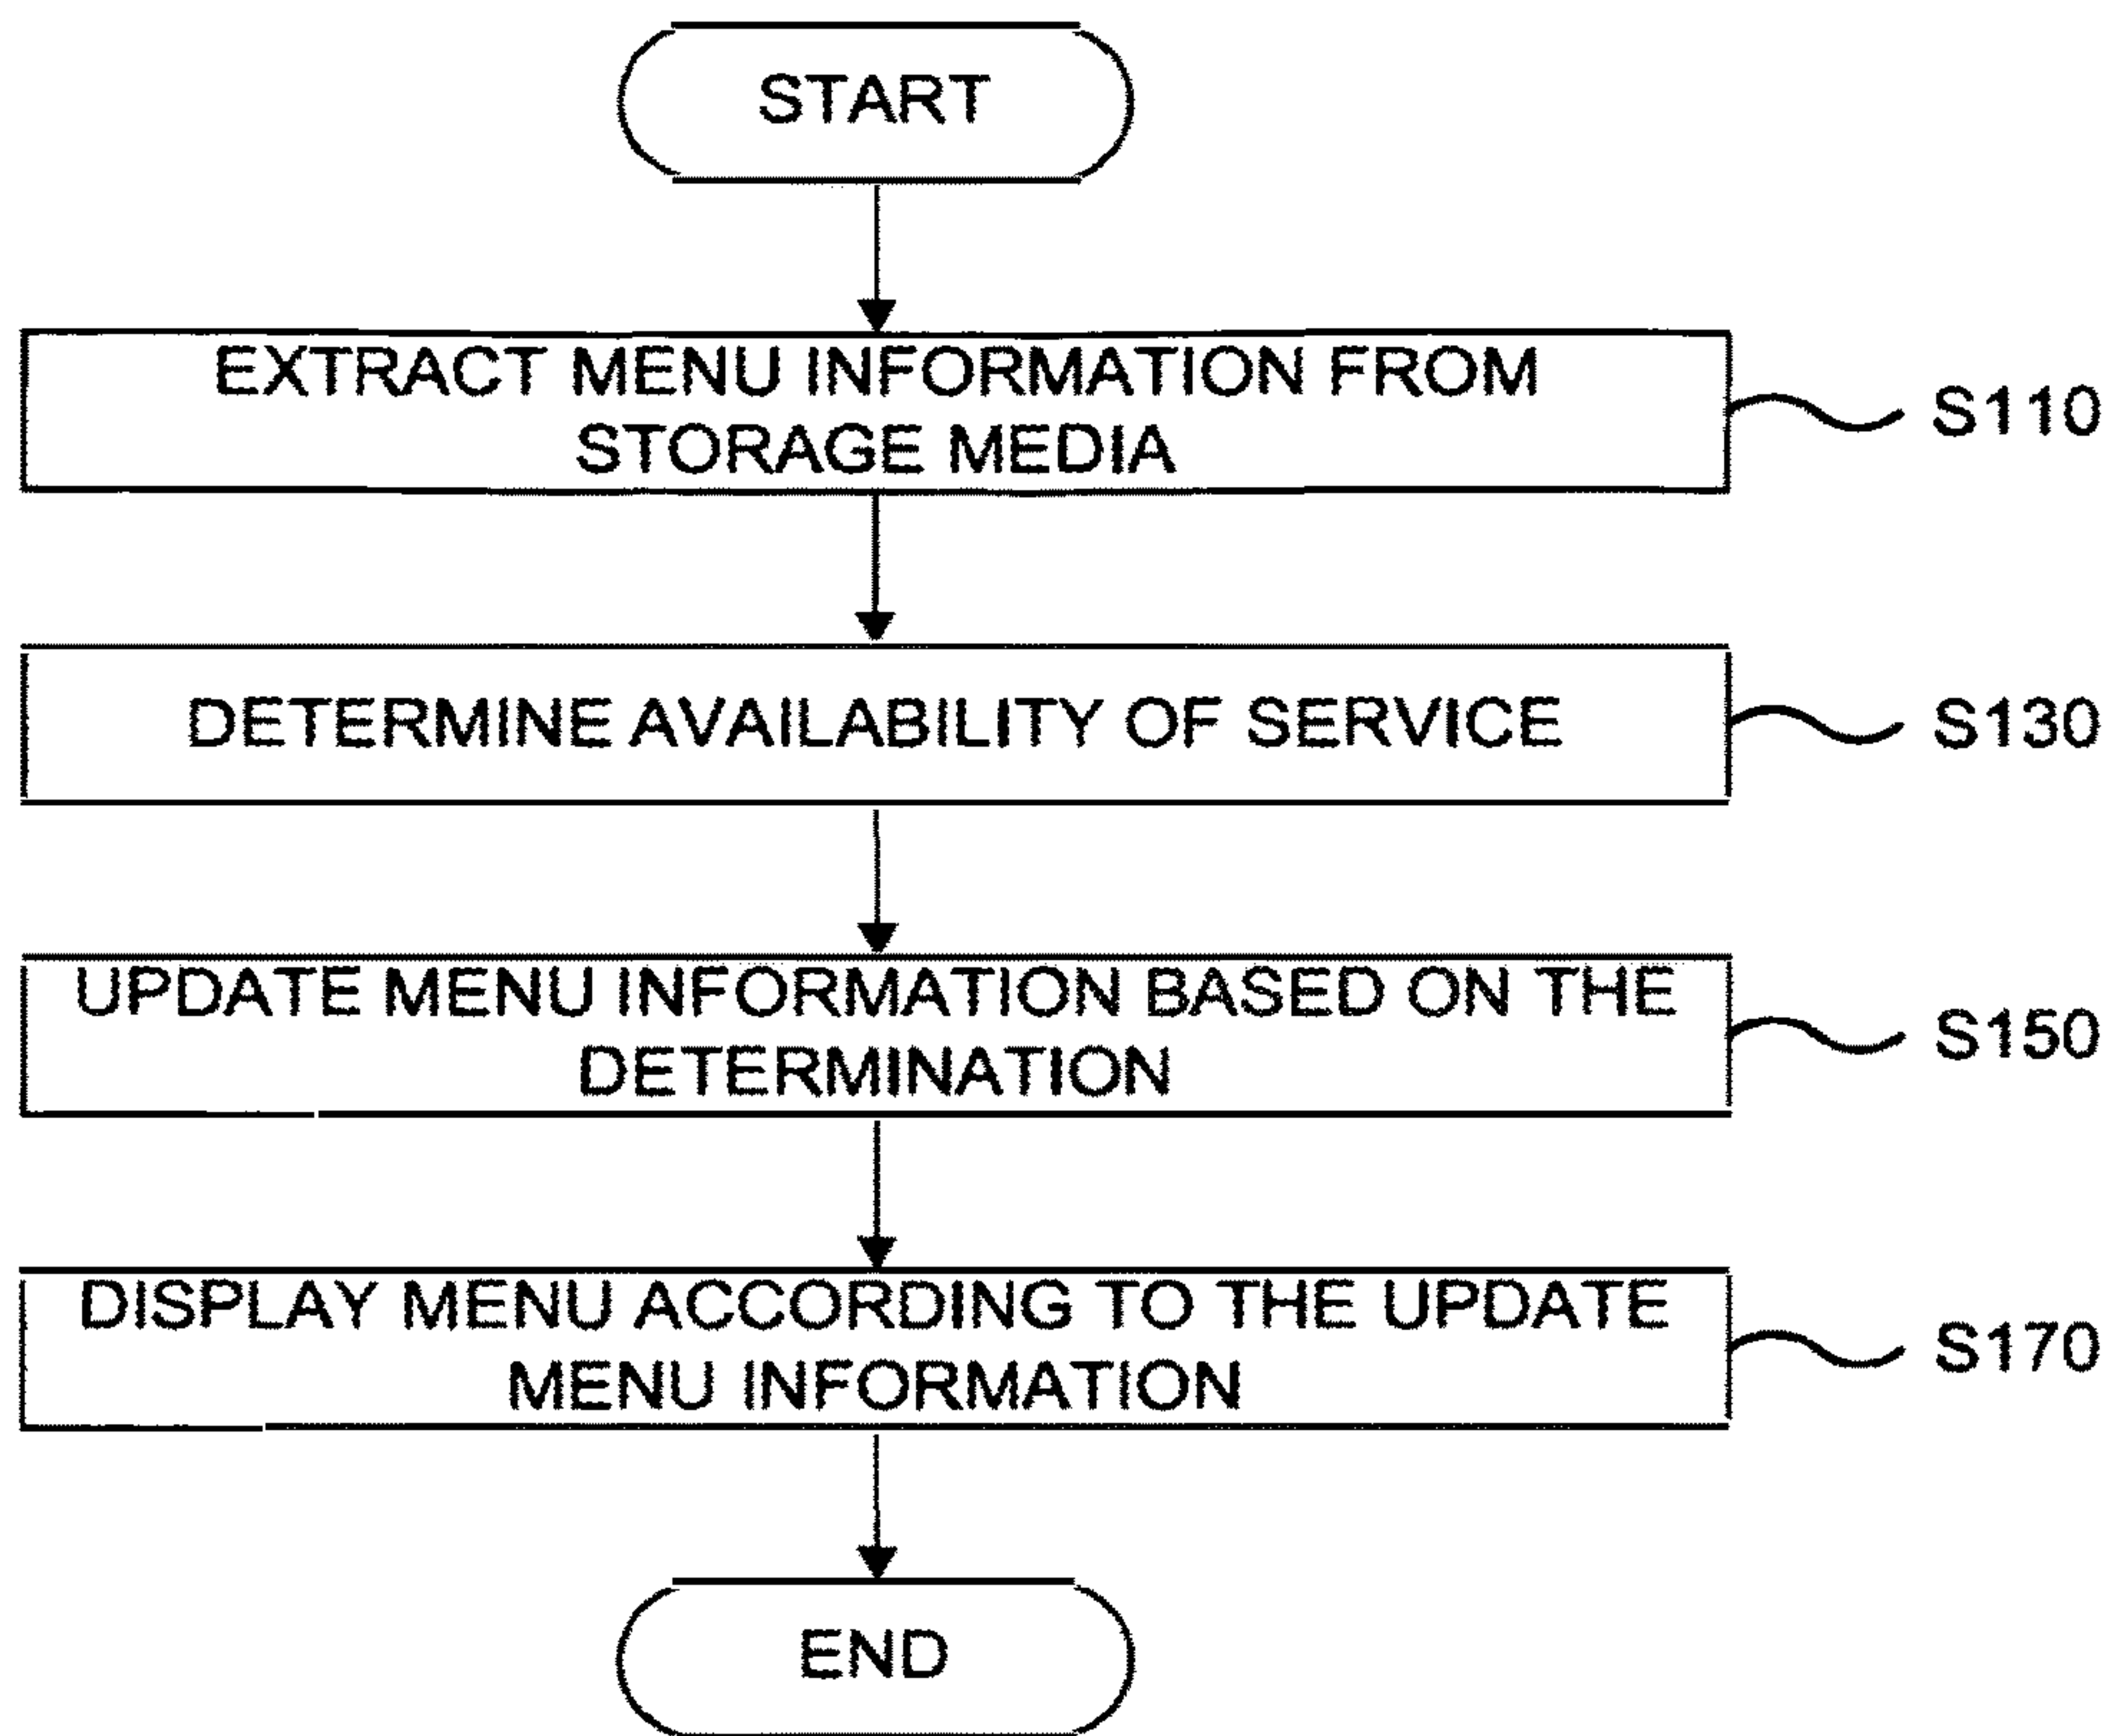 START
EXTRACT MENU INFORMATION FROM
STORAGE MEDIA
S110
DETERMINE AVAILABILITY OF SERVICE
S130
UPDATE MENU INFORMATION BASED ON THE
DETERMINATION
S150
DISPLAY MENU ACCORDING TO THE UPDATE
MENU INFORMATION
S170
END